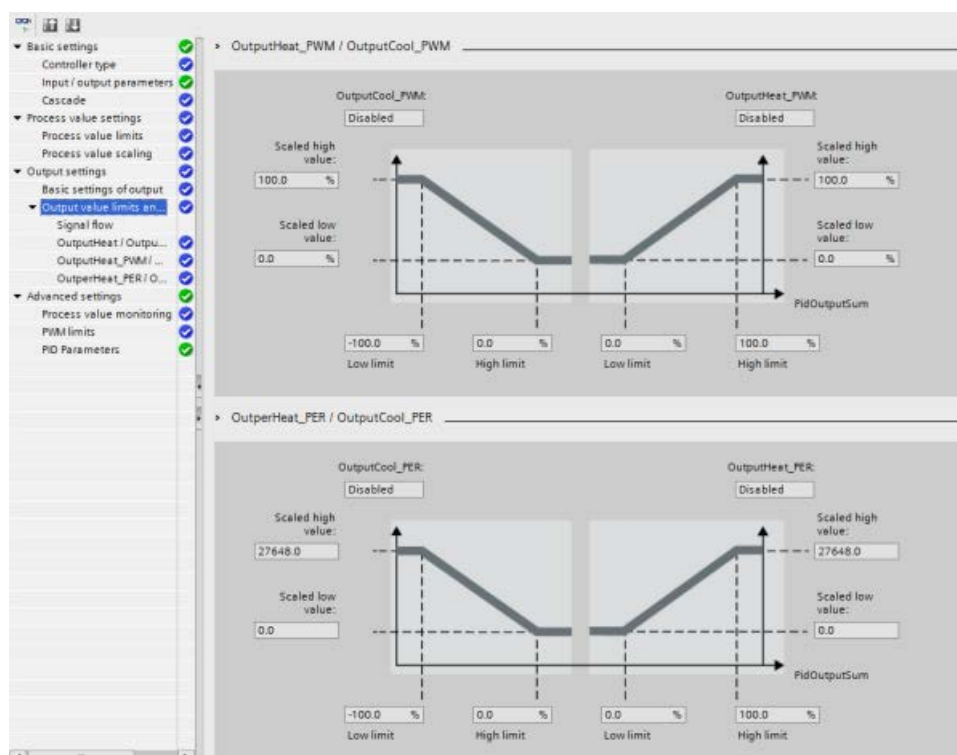 Basic settings
Controller type
Input / output parameters
Cascade
Process value settings
Process value limits
Process value scaling
Output settings
Basic settings of output
Output value limits an...
Signal flow
OutputHeat / Outpu...
OutputHeat_PWM / ...
OutperHeat_PER / O...
Advanced settings
Process value monitoring
PWM limits
PID Parameters
OutputHeat_PWM / OutputCool_PWM
OutputCool_PWM:
Disabled
OutputHeat_PWM:
Disabled
Scaled high
value:
100.0 %
Scaled high
value:
100.0 %
Scaled low
value:
0.0 %
Scaled low
value:
0.0 %
PidOutputSum
-100.0 %
0.0 %
0.0 %
100.0 %
Low limit
High limit
Low limit
High limit
OutperHeat_PER / OutputCool_PER
OutputCool_PER:
Disabled
OutputHeat_PER:
Disabled
Scaled high
value:
27648.0
Scaled high
value:
27648.0
Scaled low
value:
0.0
Scaled low
value:
0.0
PidOutputSum
-100.0 %
0.0 %
0.0 %
100.0 %
Low limit
High limit
Low limit
High limit